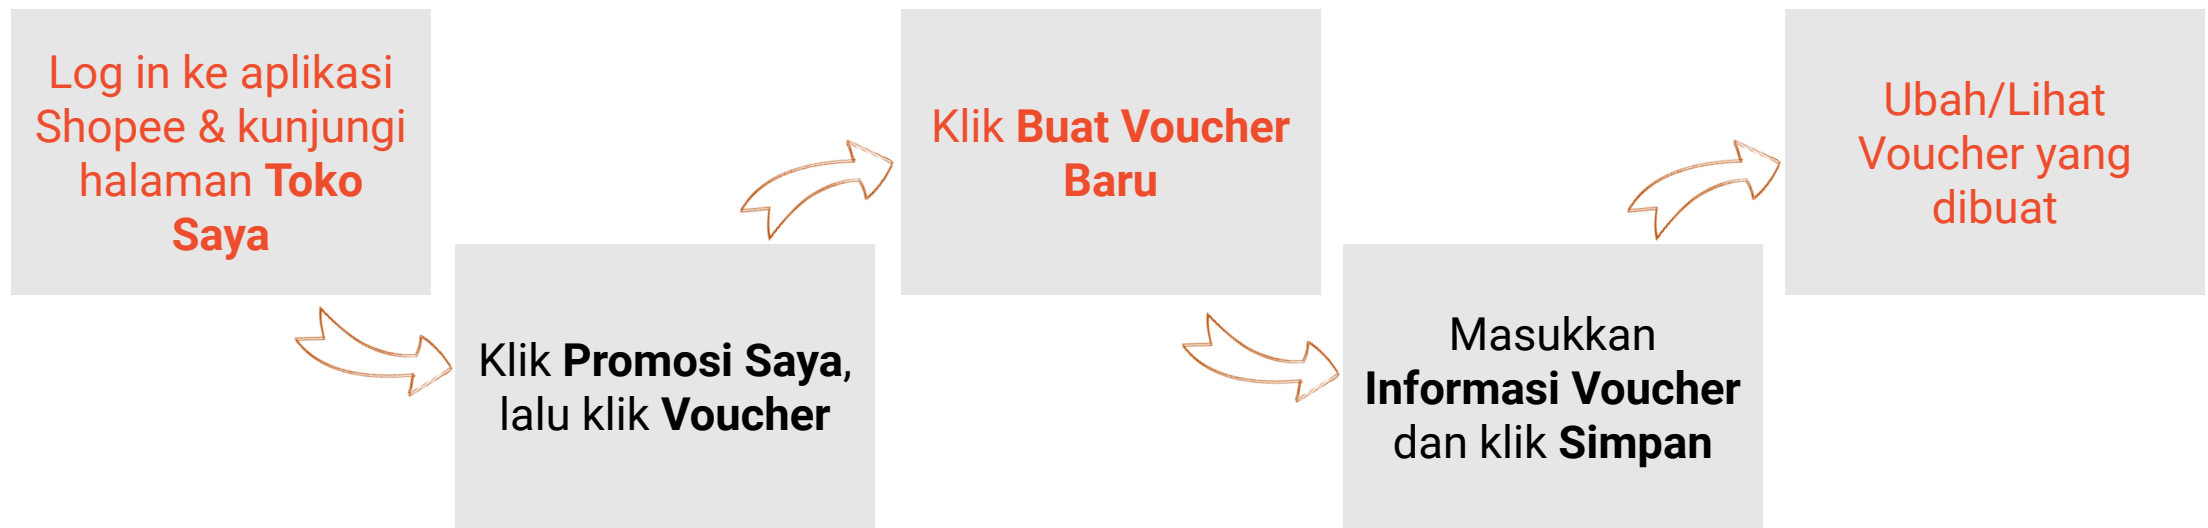 Log in ke aplikasi
Shopee & kunjungi
halaman Toko
Saya
Klik Promosi Saya,
lalu klik Voucher
Klik Buat Voucher
Baru
Masukkan
Informasi Voucher
dan klik Simpan
Ubah/Lihat
Voucher yang
dibuat